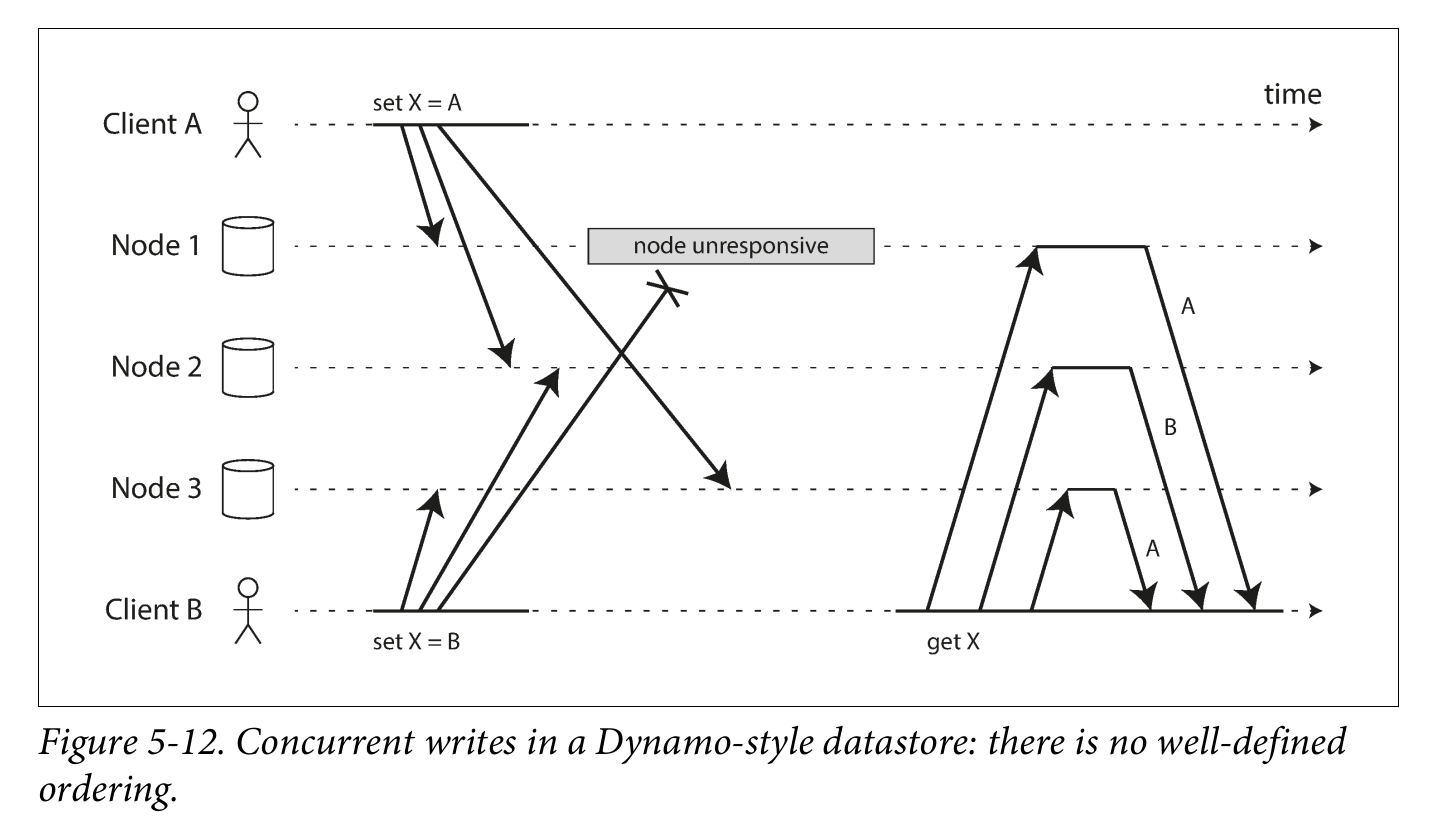 time
set X = A
Client A
Node 1
node unresponsive
A
Node 2
B
Node 3
A
Client B
set X = B
get X
Figure 5-12. Concurrent writes in a Dynamo-style datastore: there is no well-defined
ordering.